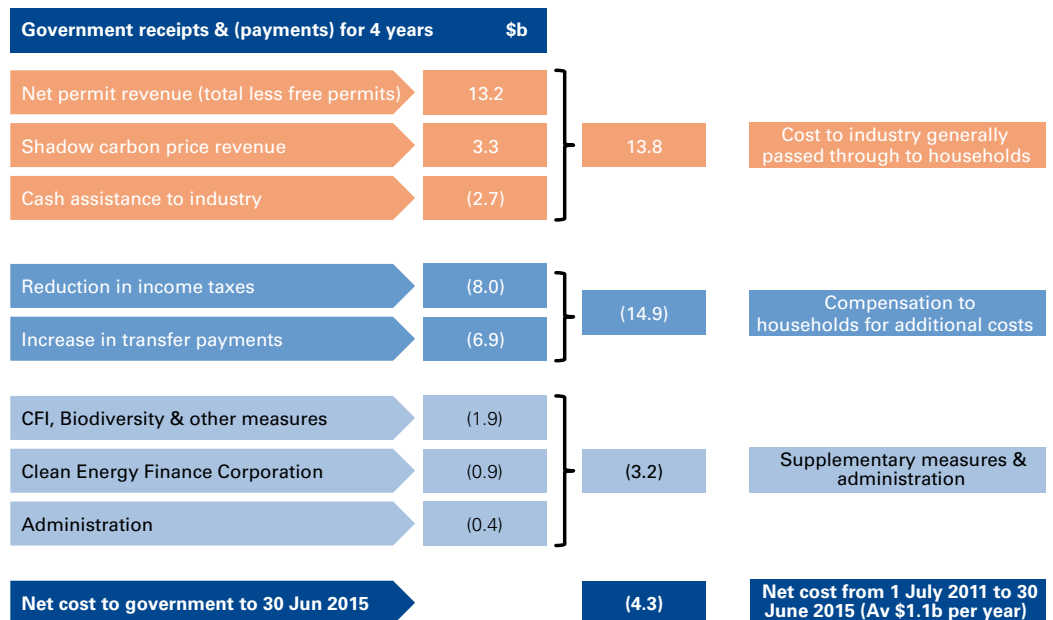 Government receipts & (payments) for 4 years $b
Net permit revenue (total less free permits) 13.2
Shadow carbon price revenue 3.3
Cash assistance to industry (2.7)
13.8
Cost to industry generally
passed through to households
Reduction in income taxes (8.0)
Increase in transfer payments (6.9)
(14.9)
Compensation to
households for additional costs
CFI, Biodiversity & other measures (1.9)
Clean Energy Finance Corporation (0.9)
Administration (0.4)
(3.2)
Supplementary measures &
administration
Net cost to government to 30 Jun 2015 (4.3)
Net cost from 1 July 2011 to 30
June 2015 (Av $1.1b per year)